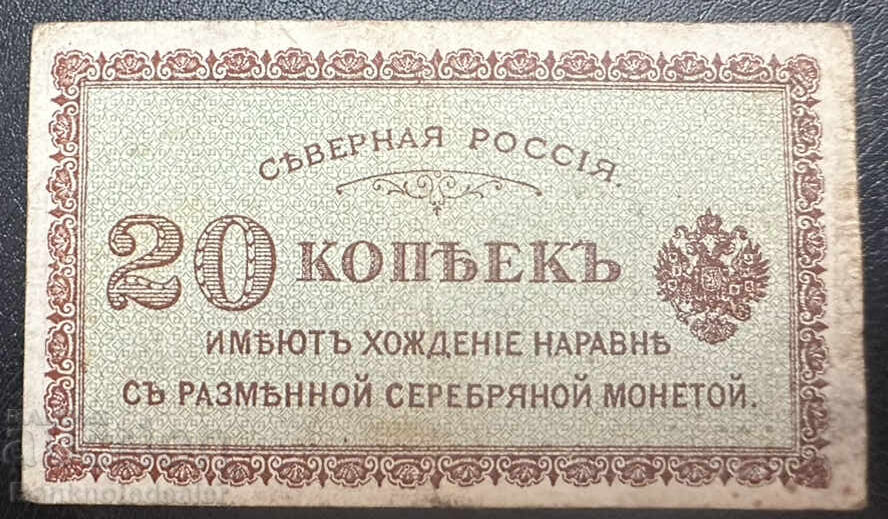 СѢВЕРНАЯ РОССІЯ.
20 КОПѢЕКЪ
ИМѢЮТЪ ХОЖДЕНІЕ НАРАВНѢ
СЪ РАЗМѢННОЙ СЕРЕБРЯНОЙ МОНЕТОЙ.